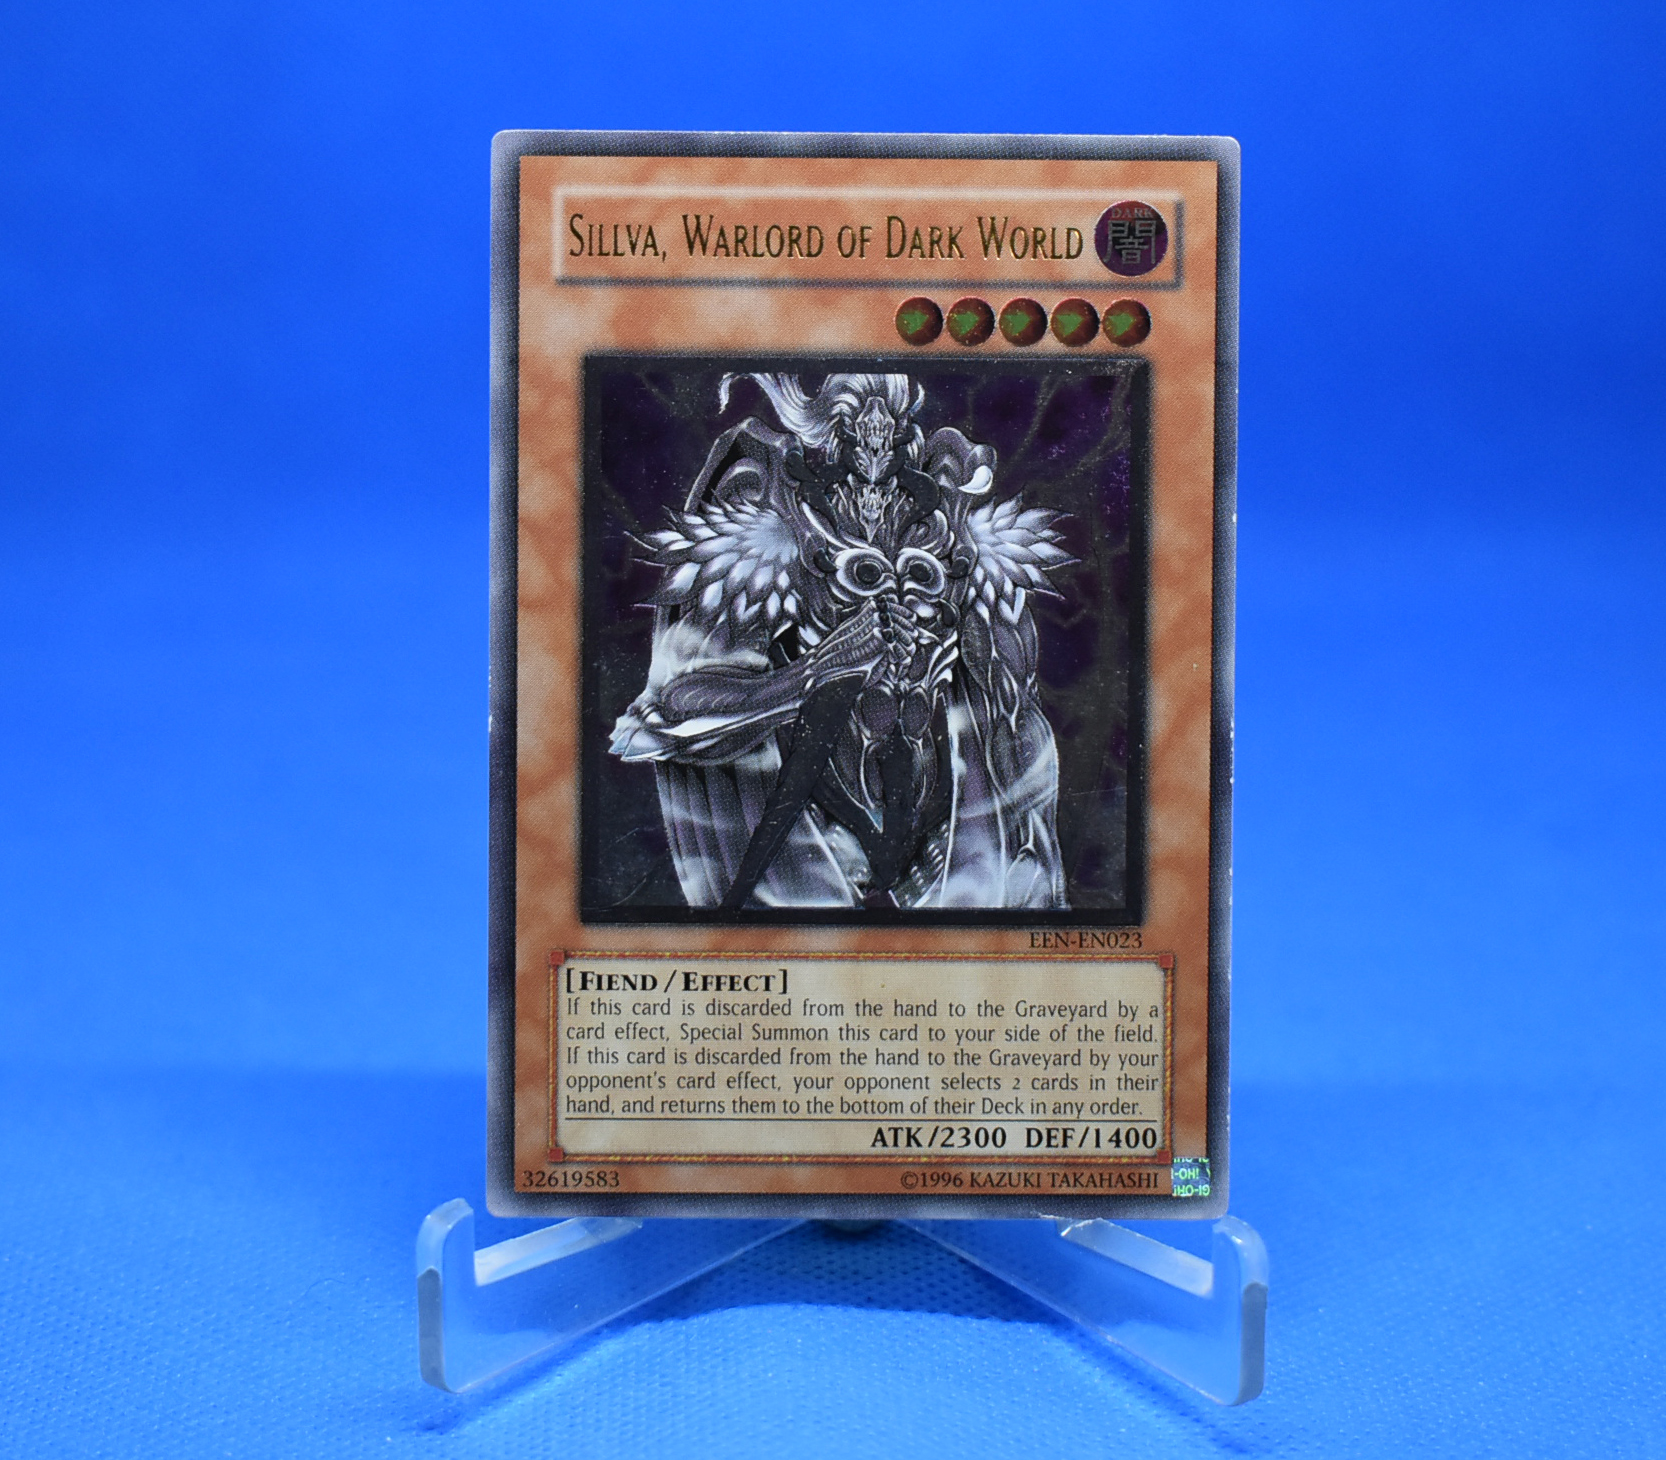 Sillva, Warlord of Dark World
DARK
闇
EEN-EN023
[Fiend / Effect]
If this card is discarded from the hand to the Graveyard by a
card effect, Special Summon this card to your side of the field.
If this card is discarded from the hand to the Graveyard by your
opponent's card effect, your opponent selects 2 cards in their
hand, and returns them to the bottom of their Deck in any order.
ATK/2300 DEF/1400
32619583
©1996 KAZUKI TAKAHASHI